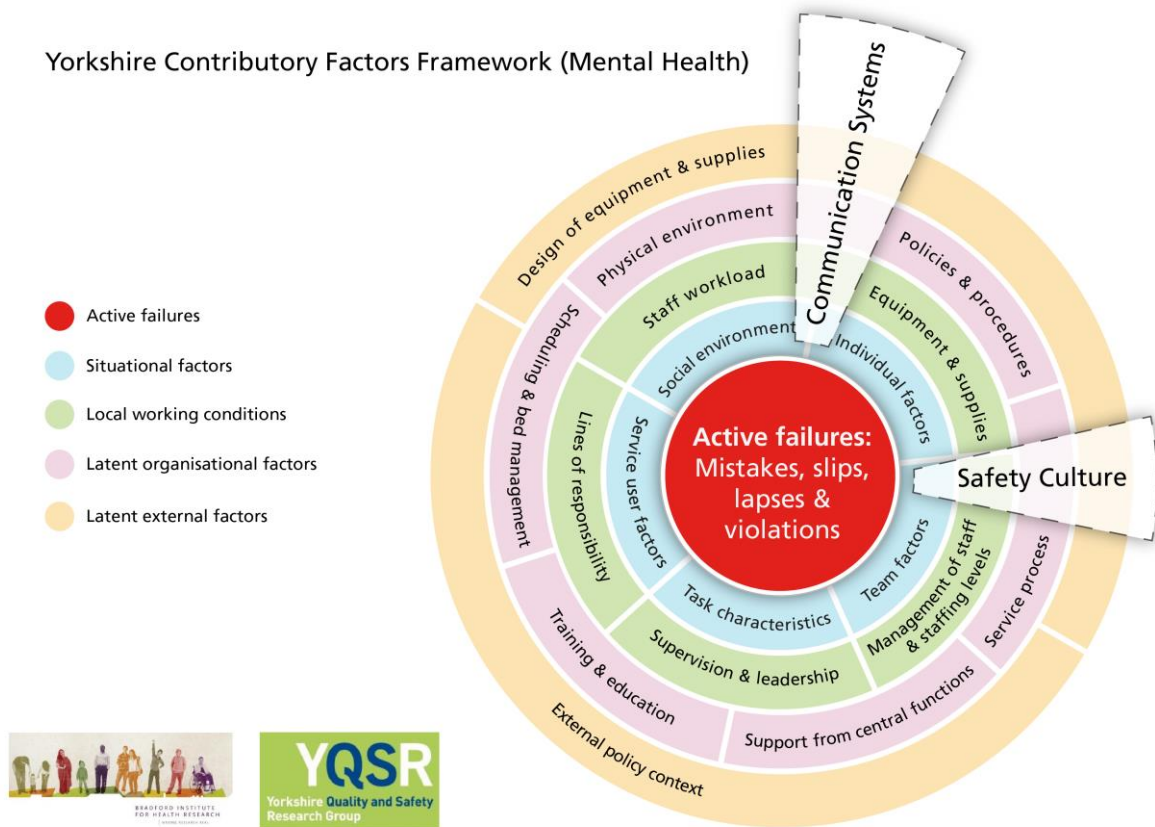 Yorkshire Contributory Factors Framework (Mental Health)
Active failures
Situational factors
Local working conditions
Latent organisational factors
Latent external factors
Communication Systems
Safety Culture
Design of equipment & supplies
External policy context
Physical environment
Policies & procedures
Service process
Support from central functions
Training & education
Scheduling & bed management
Staff workload
Equipment & supplies
Management of staff
& staffing levels
Supervision & leadership
Lines of responsibility
Social environment
Individual factors
Team factors
Task characteristics
Service user factors
Active failures:
Mistakes, slips,
lapses &
violations
BRADFORD INSTITUTE
FOR HEALTH RESEARCH
YQSR
Yorkshire Quality and Safety
Research Group